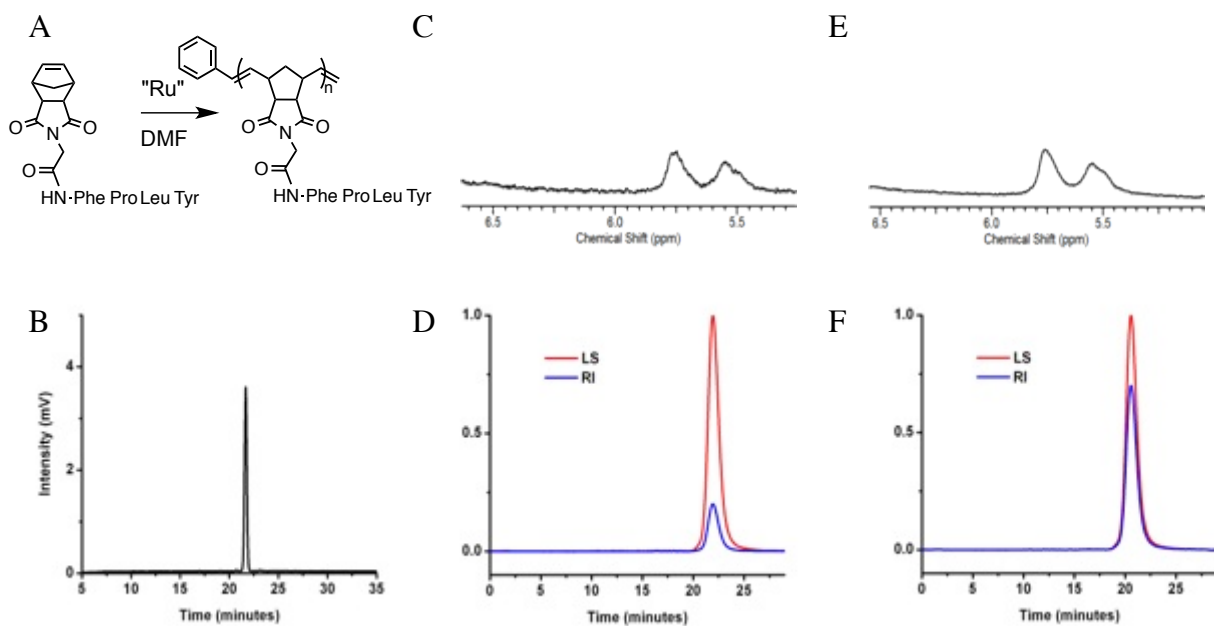 A
"Ru"
DMF
n
O
N
O
O
HN-Phe Pro Leu Tyr
O
N
O
O
HN-Phe Pro Leu Tyr
C
6.5
6.0
5.5
Chemical Shift (ppm)
E
6.5
6.0
5.5
Chemical Shift (ppm)
B
Intensity (mV)
4
2
0
5
10
15
20
25
30
35
Time (minutes)
D
1.0
0.5
0.0
LS
RI
0
5
10
15
20
25
Time (minutes)
F
1.0
0.5
0.0
LS
RI
0
5
10
15
20
25
Time (minutes)